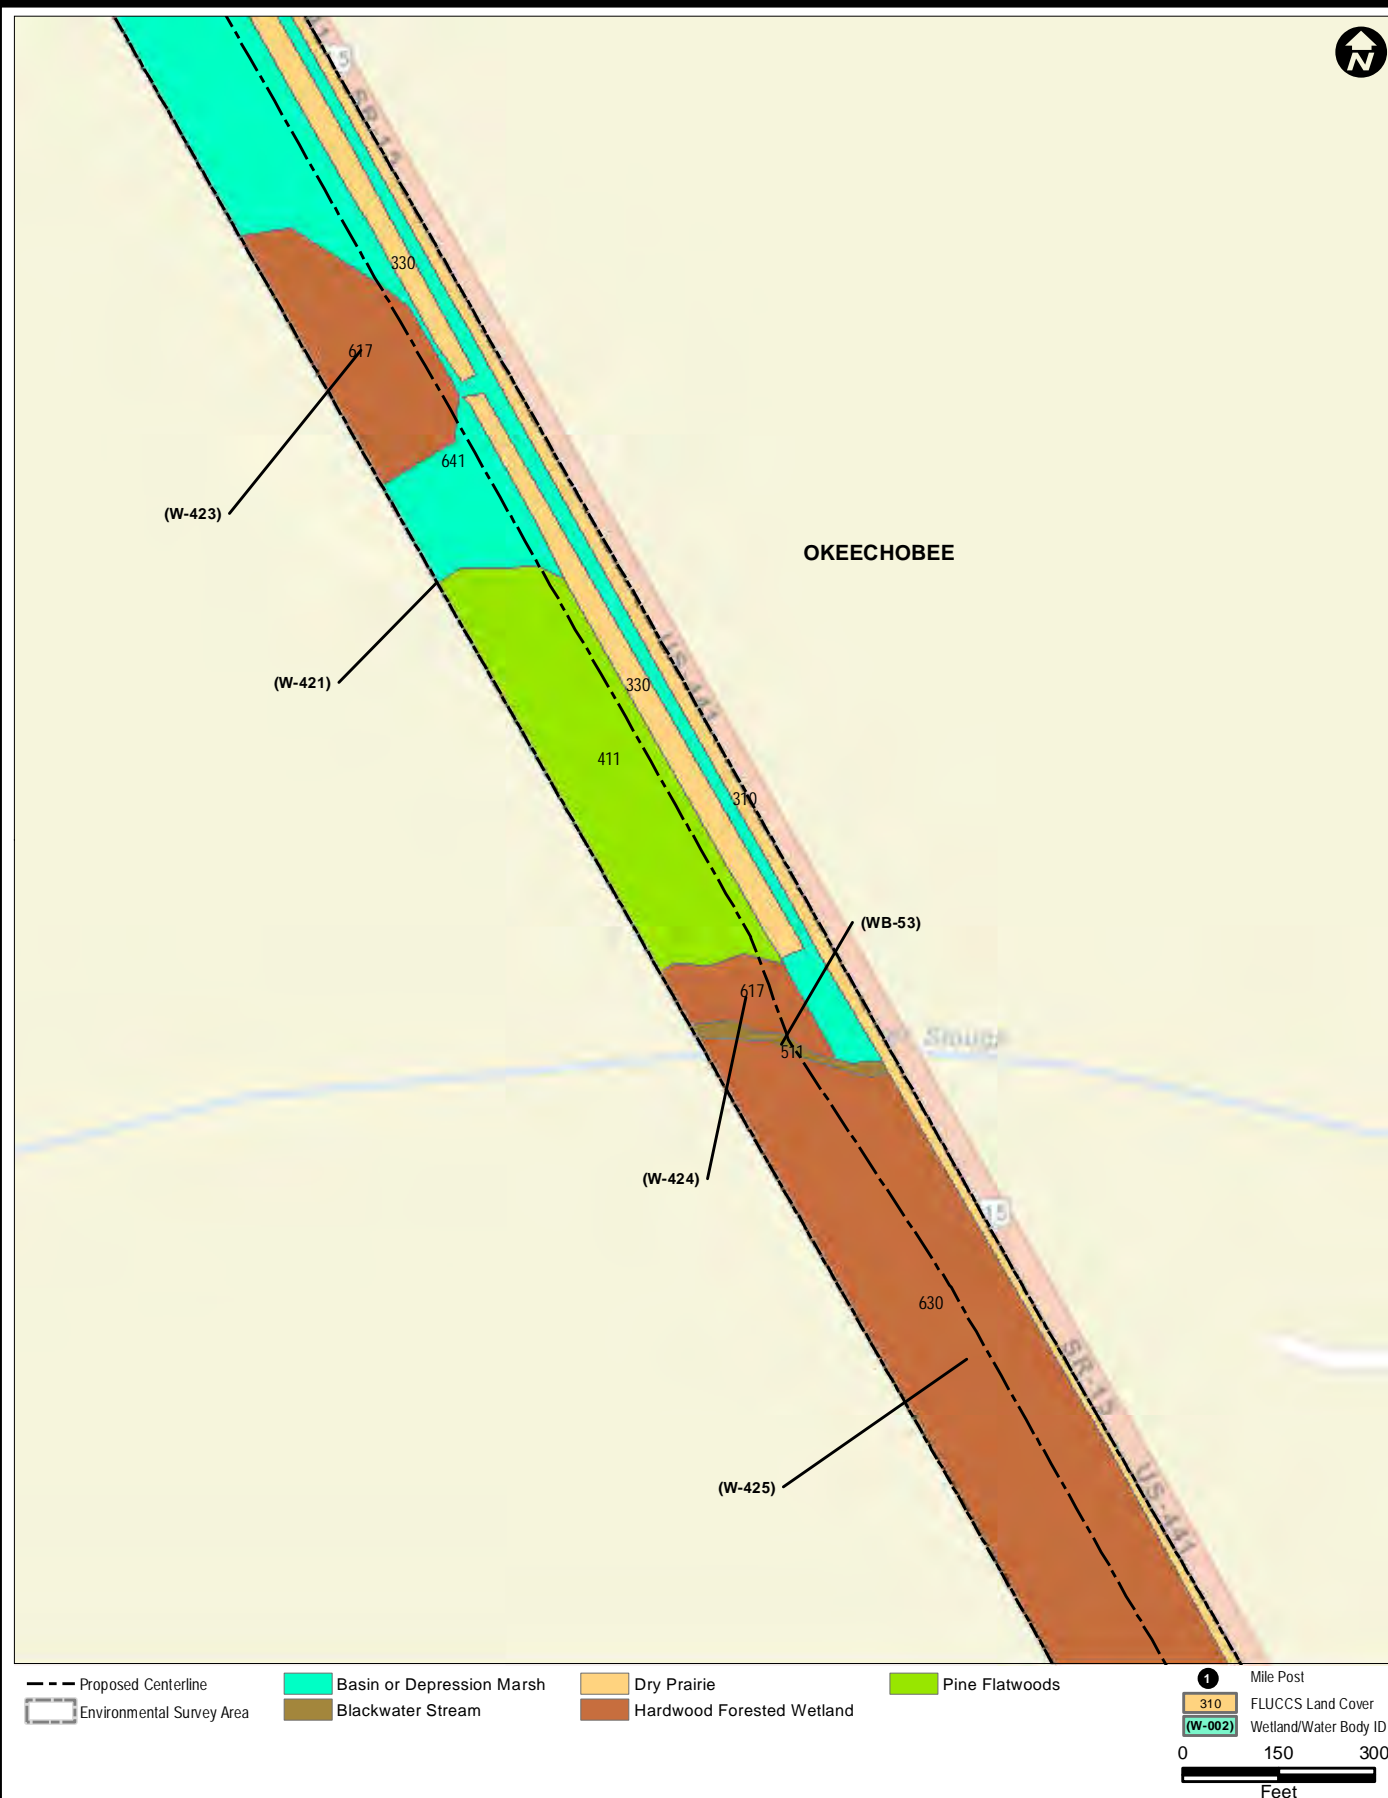 N
15
SR-15
330
617
641
(W-423)
OKEECHOBEE
(W-421)
US-441
330
411
310
(WB-53)
617
511
(W-424)
15
630
SR-15
(W-425)
US-441
Proposed Centerline
Environmental Survey Area
Basin or Depression Marsh
Blackwater Stream
Dry Prairie
Hardwood Forested Wetland
Pine Flatwoods
1 Mile Post
310 FLUCCS Land Cover
(W-002) Wetland/Water Body ID
0 150 300
Feet